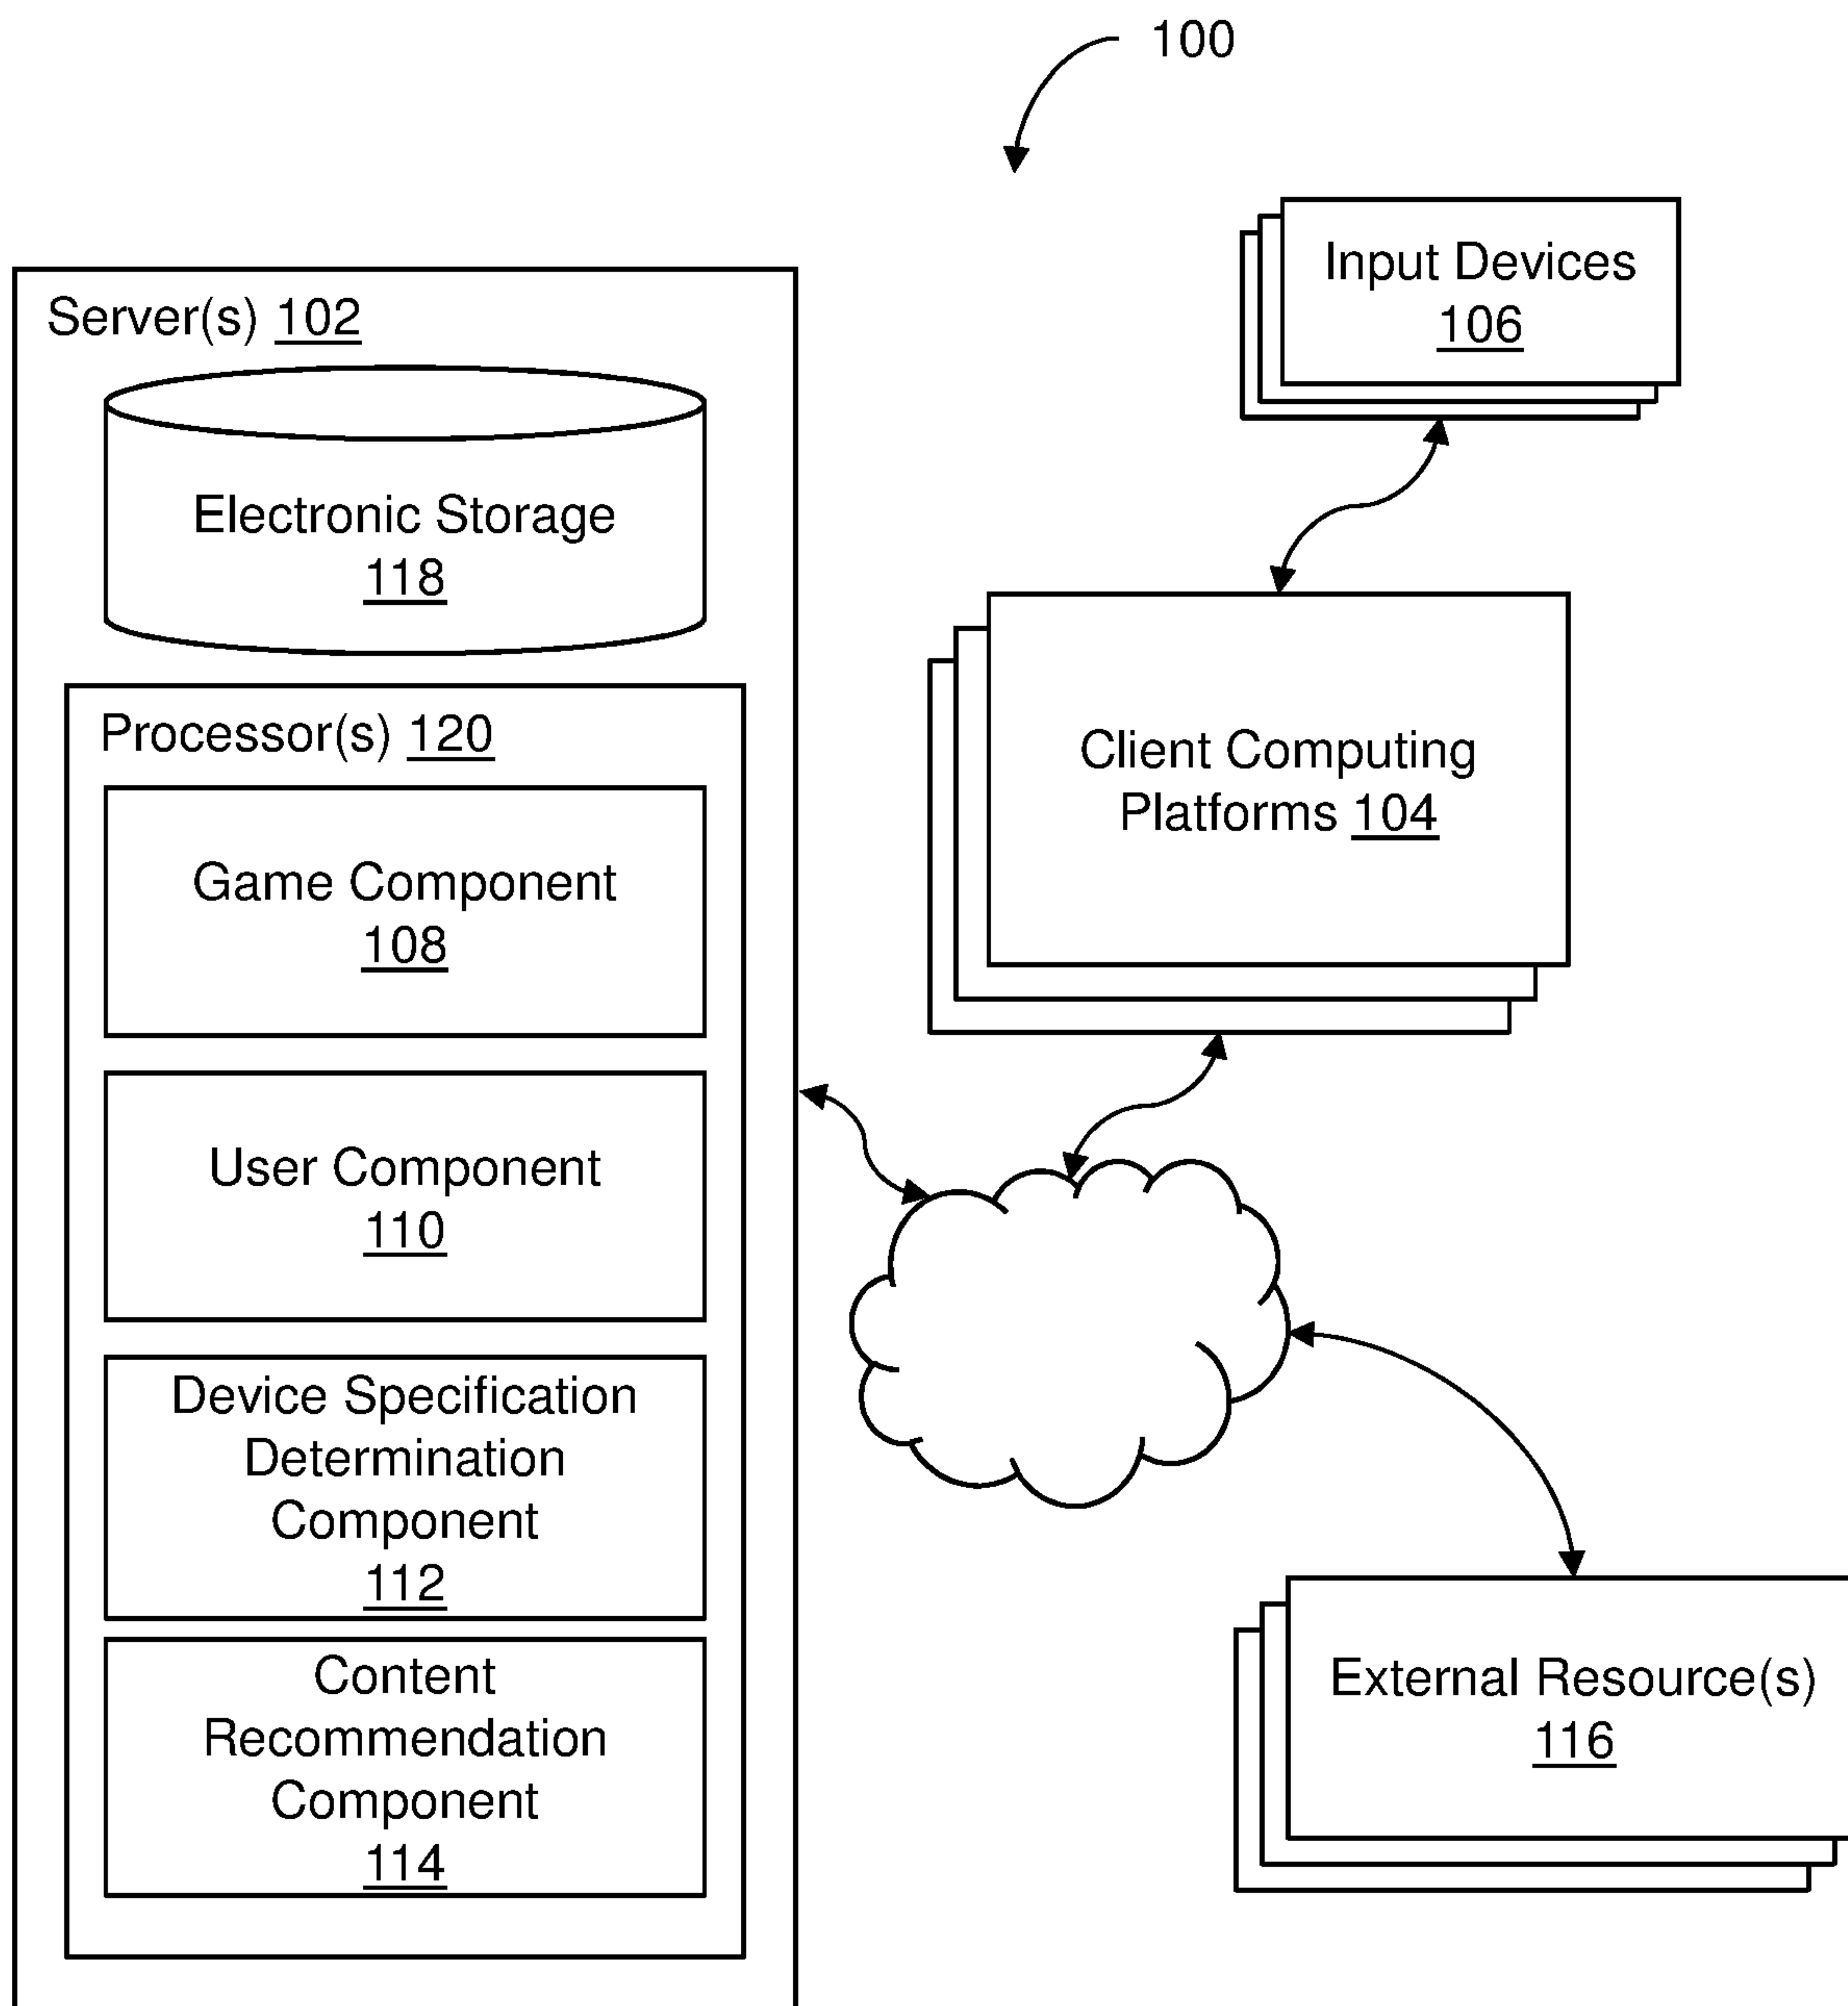 100
Input Devices
106
Server(s) 102
Electronic Storage
118
Processor(s) 120
Client Computing
Platforms 104
Game Component
108
User Component
110
Device Specification
Determination
Component
112
Content
Recommendation
Component
114
External Resource(s)
116